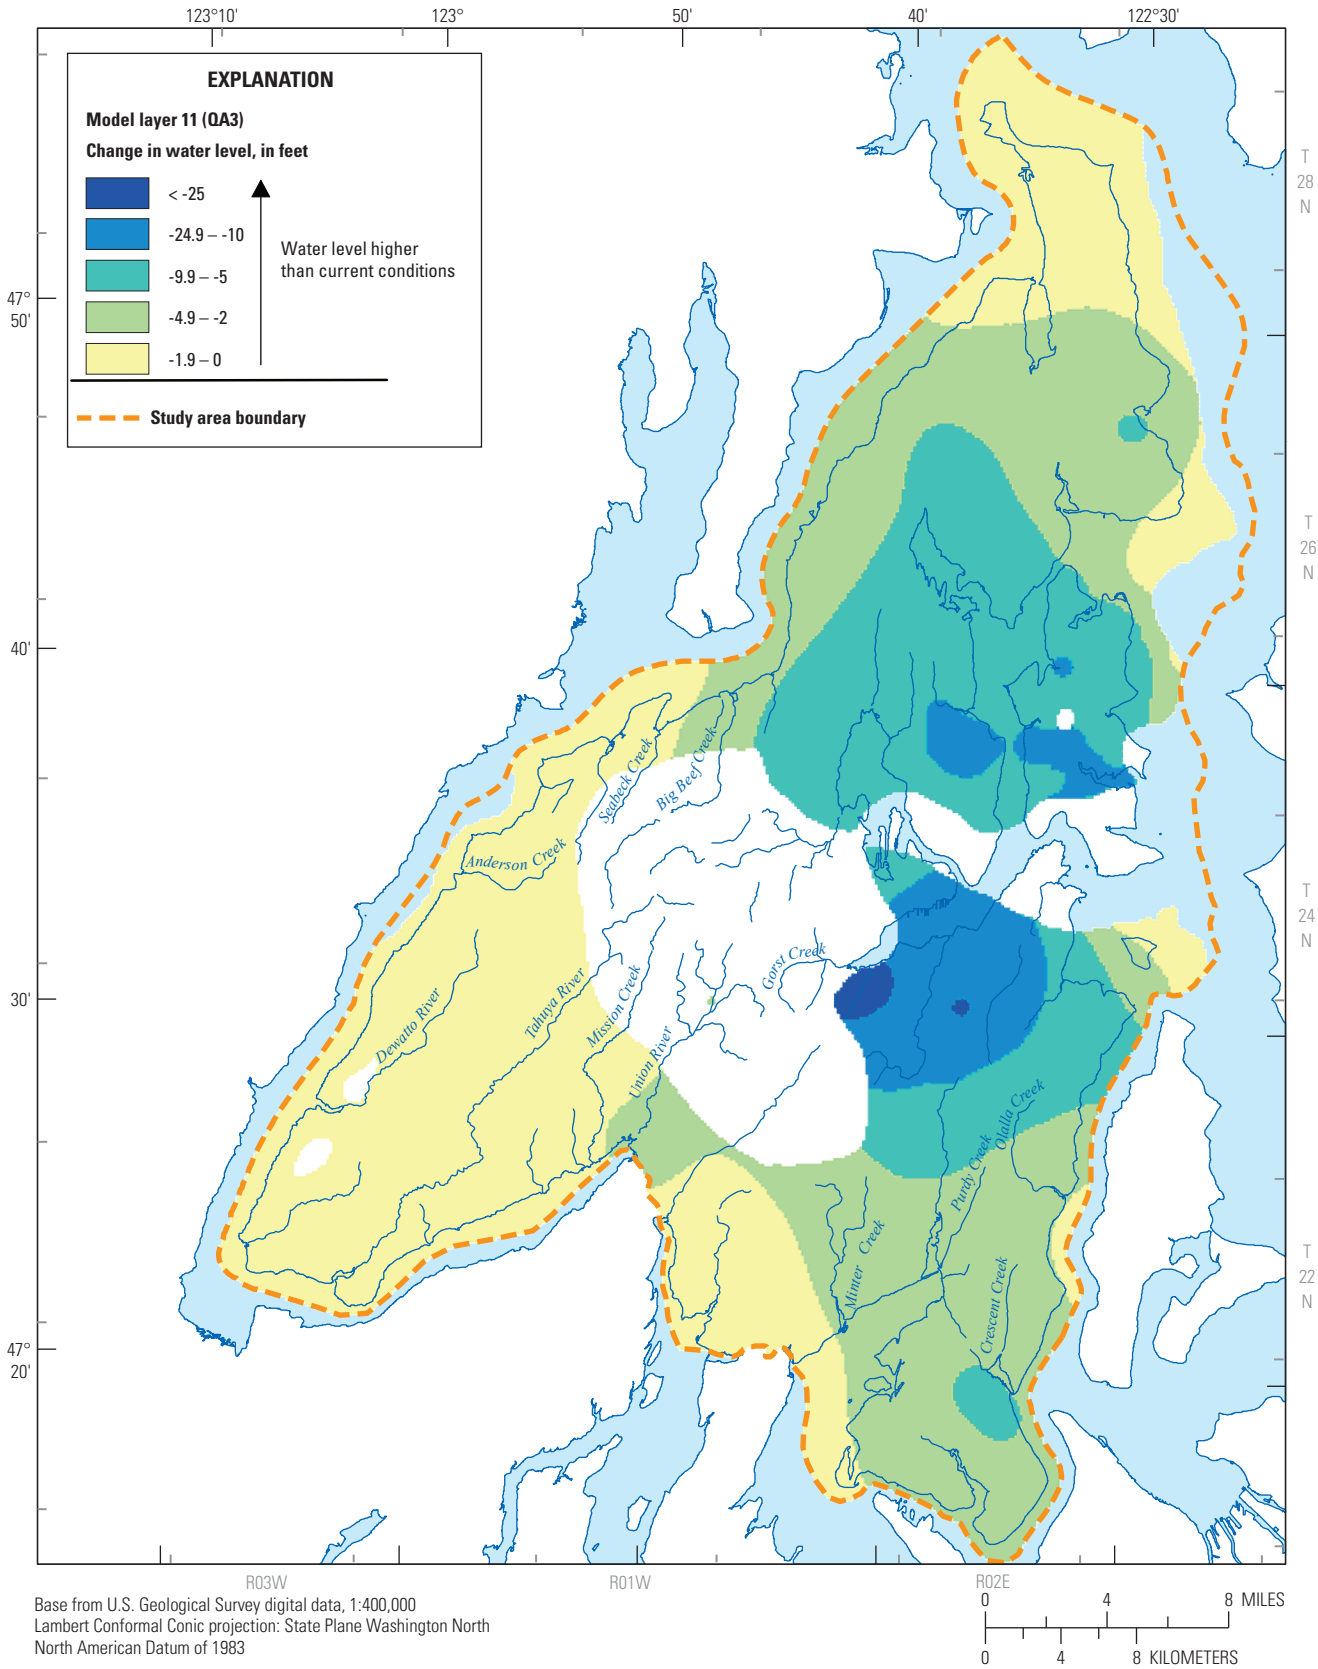 123°10'
123°
50'
40'
122°30'
EXPLANATION
Model layer 11 (QA3)
Change in water level, in feet
< -25
-24.9 – -10
-9.9 – -5
-4.9 – -2
-1.9 – 0
Water level higher
than current conditions
Study area boundary
T
28
N
47°
50'
T
26
N
40'
Seabeck Creek
Big Beef Creek
Anderson Creek
T
24
N
Gorst Creek
30'
Dewatto River
Tahuya River
Mission Creek
Union River
Olalla Creek
Purdy Creek
Minter Creek
Crescent Creek
T
22
N
47°
20'
R03W
R01W
R02E
Base from U.S. Geological Survey digital data, 1:400,000
Lambert Conformal Conic projection: State Plane Washington North
North American Datum of 1983
0 4 8 MILES
0 4 8 KILOMETERS